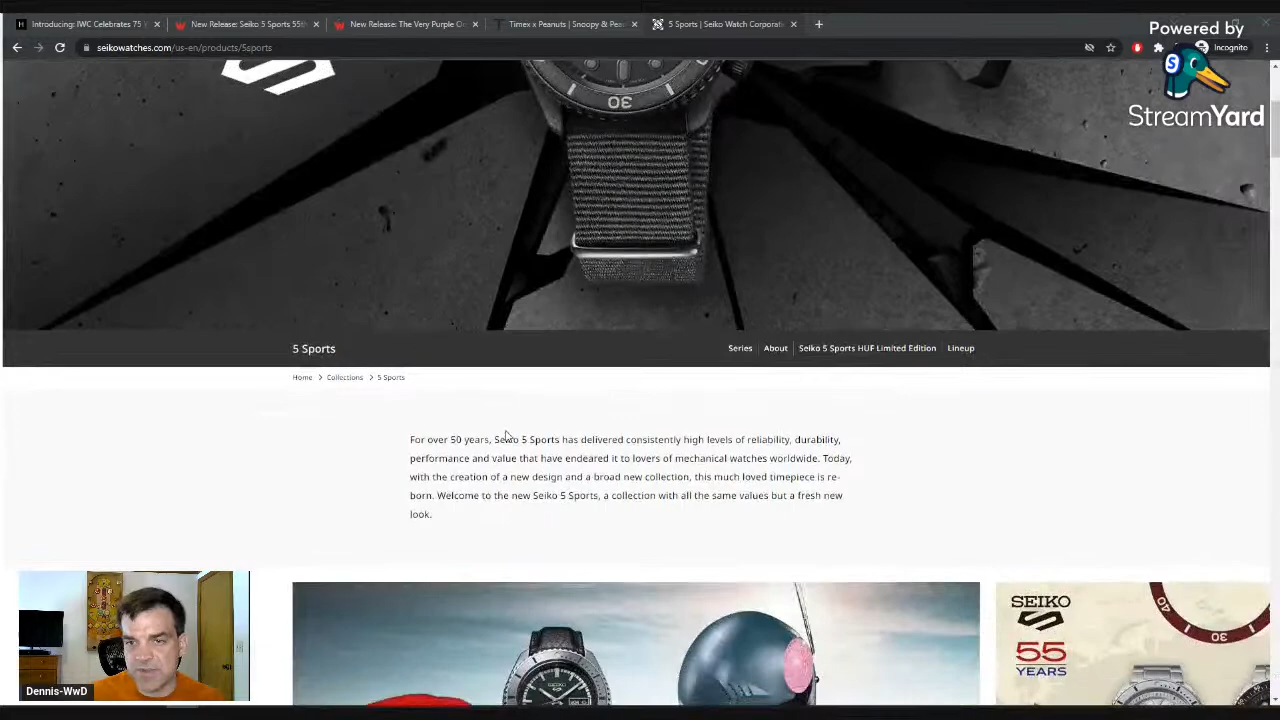 Introducing: IWC Celebrates 75
New Release: Seiko 5 Sports 55th
New Release: The Very Purple O
Timex x Peanuts | Snoopy & Pea
5 Sports | Seiko Watch Corporati
Powered by
seikowatches.com/us-en/products/5sports
Incognito
StreamYard
30
5 Sports
Series
About
Seiko 5 Sports HUF Limited Edition
Lineup
Home > Collections > 5 Sports
For over 50 years, Seiko 5 Sports has delivered consistently high levels of reliability, durability,
performance and value that have endeared it to lovers of mechanical watches worldwide. Today,
with the creation of a new design and a broad new collection, this much loved timepiece is re-
born. Welcome to the new Seiko 5 Sports, a collection with all the same values but a fresh new
look.
SEIKO
55
YEARS
40
30
SEIKO
Dennis-WwD